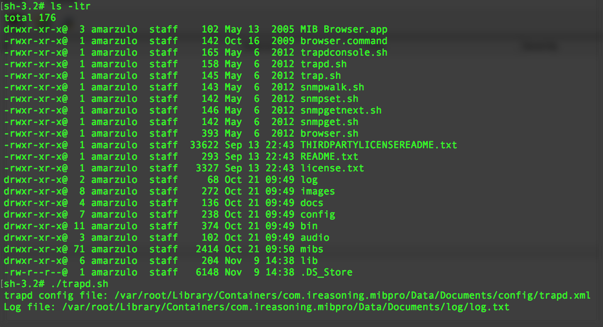 [sh-3.2# ls -ltr
total 176
drwxr-xr-x@  3 amarzulo  staff    102 May 13  2005 MIB Browser.app
-rwxr-xr-x@  1 amarzulo  staff    142 Oct 16  2009 browser.command
-rwxr-xr-x@  1 amarzulo  staff    165 May  6  2012 trapdconsole.sh
-rwxr-xr-x@  1 amarzulo  staff    158 May  6  2012 trapd.sh
-rwxr-xr-x@  1 amarzulo  staff    145 May  6  2012 trap.sh
-rwxr-xr-x@  1 amarzulo  staff    143 May  6  2012 snmpwalk.sh
-rwxr-xr-x@  1 amarzulo  staff    142 May  6  2012 snmpset.sh
-rwxr-xr-x@  1 amarzulo  staff    146 May  6  2012 snmpgetnext.sh
-rwxr-xr-x@  1 amarzulo  staff    142 May  6  2012 snmpget.sh
-rwxr-xr-x@  1 amarzulo  staff    393 May  6  2012 browser.sh
-rwxr-xr-x@  1 amarzulo  staff  33622 Sep 13 22:43 THIRDPARTYLICENSEREADME.txt
-rwxr-xr-x@  1 amarzulo  staff    293 Sep 13 22:43 README.txt
-rwxr-xr-x@  1 amarzulo  staff   3327 Sep 13 22:43 license.txt
drwxr-xr-x@  2 amarzulo  staff     68 Oct 21 09:49 log
drwxr-xr-x@  8 amarzulo  staff    272 Oct 21 09:49 images
drwxr-xr-x@  4 amarzulo  staff    136 Oct 21 09:49 docs
drwxr-xr-x@  7 amarzulo  staff    238 Oct 21 09:49 config
drwxr-xr-x@ 11 amarzulo  staff    374 Oct 21 09:49 bin
drwxr-xr-x@  3 amarzulo  staff    102 Oct 21 09:49 audio
drwxr-xr-x@ 71 amarzulo  staff   2414 Oct 21 09:50 mibs
drwxr-xr-x@  6 amarzulo  staff    204 Nov  9 14:38 lib
-rw-r--r--@  1 amarzulo  staff   6148 Nov  9 14:38 .DS_Store
[sh-3.2# ./trapd.sh
trapd config file: /var/root/Library/Containers/com.ireasoning.mibpro/Data/Documents/config/trapd.xml
Log file: /var/root/Library/Containers/com.ireasoning.mibpro/Data/Documents/log/log.txt